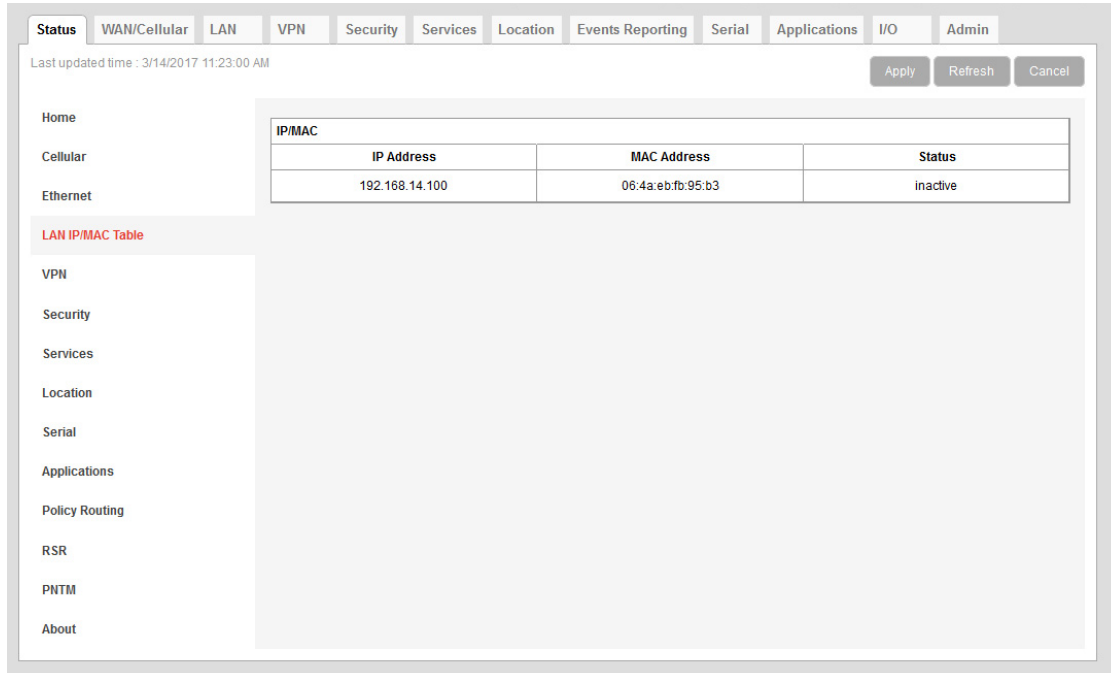 Status WAN/Cellular LAN VPN Security Services Location Events Reporting Serial Applications I/O Admin
Last updated time : 3/14/2017 11:23:00 AM
Apply Refresh Cancel
Home
Cellular
Ethernet
LAN IP/MAC Table
VPN
Security
Services
Location
Serial
Applications
Policy Routing
RSR
PNTM
About
IP/MAC
IP Address MAC Address Status
192.168.14.100 06:4a:eb:fb:95:b3 inactive